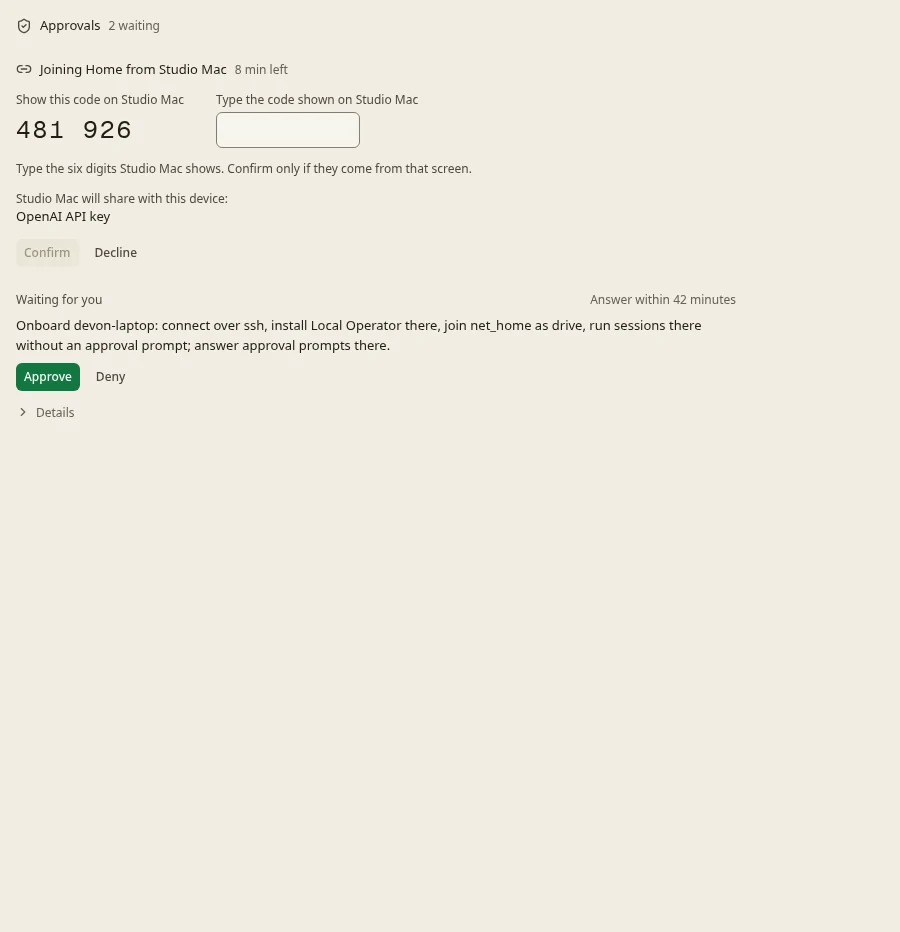 Approvals 2 waiting
Joining Home from Studio Mac 8 min left
Show this code on Studio Mac
Type the code shown on Studio Mac
481 926
Type the six digits Studio Mac shows. Confirm only if they come from that screen.
Studio Mac will share with this device:
OpenAI API key
Confirm Decline
Waiting for you Answer within 42 minutes
Onboard devon-laptop: connect over ssh, install Local Operator there, join net_home as drive, run sessions there
without an approval prompt; answer approval prompts there.
Approve Deny
Details